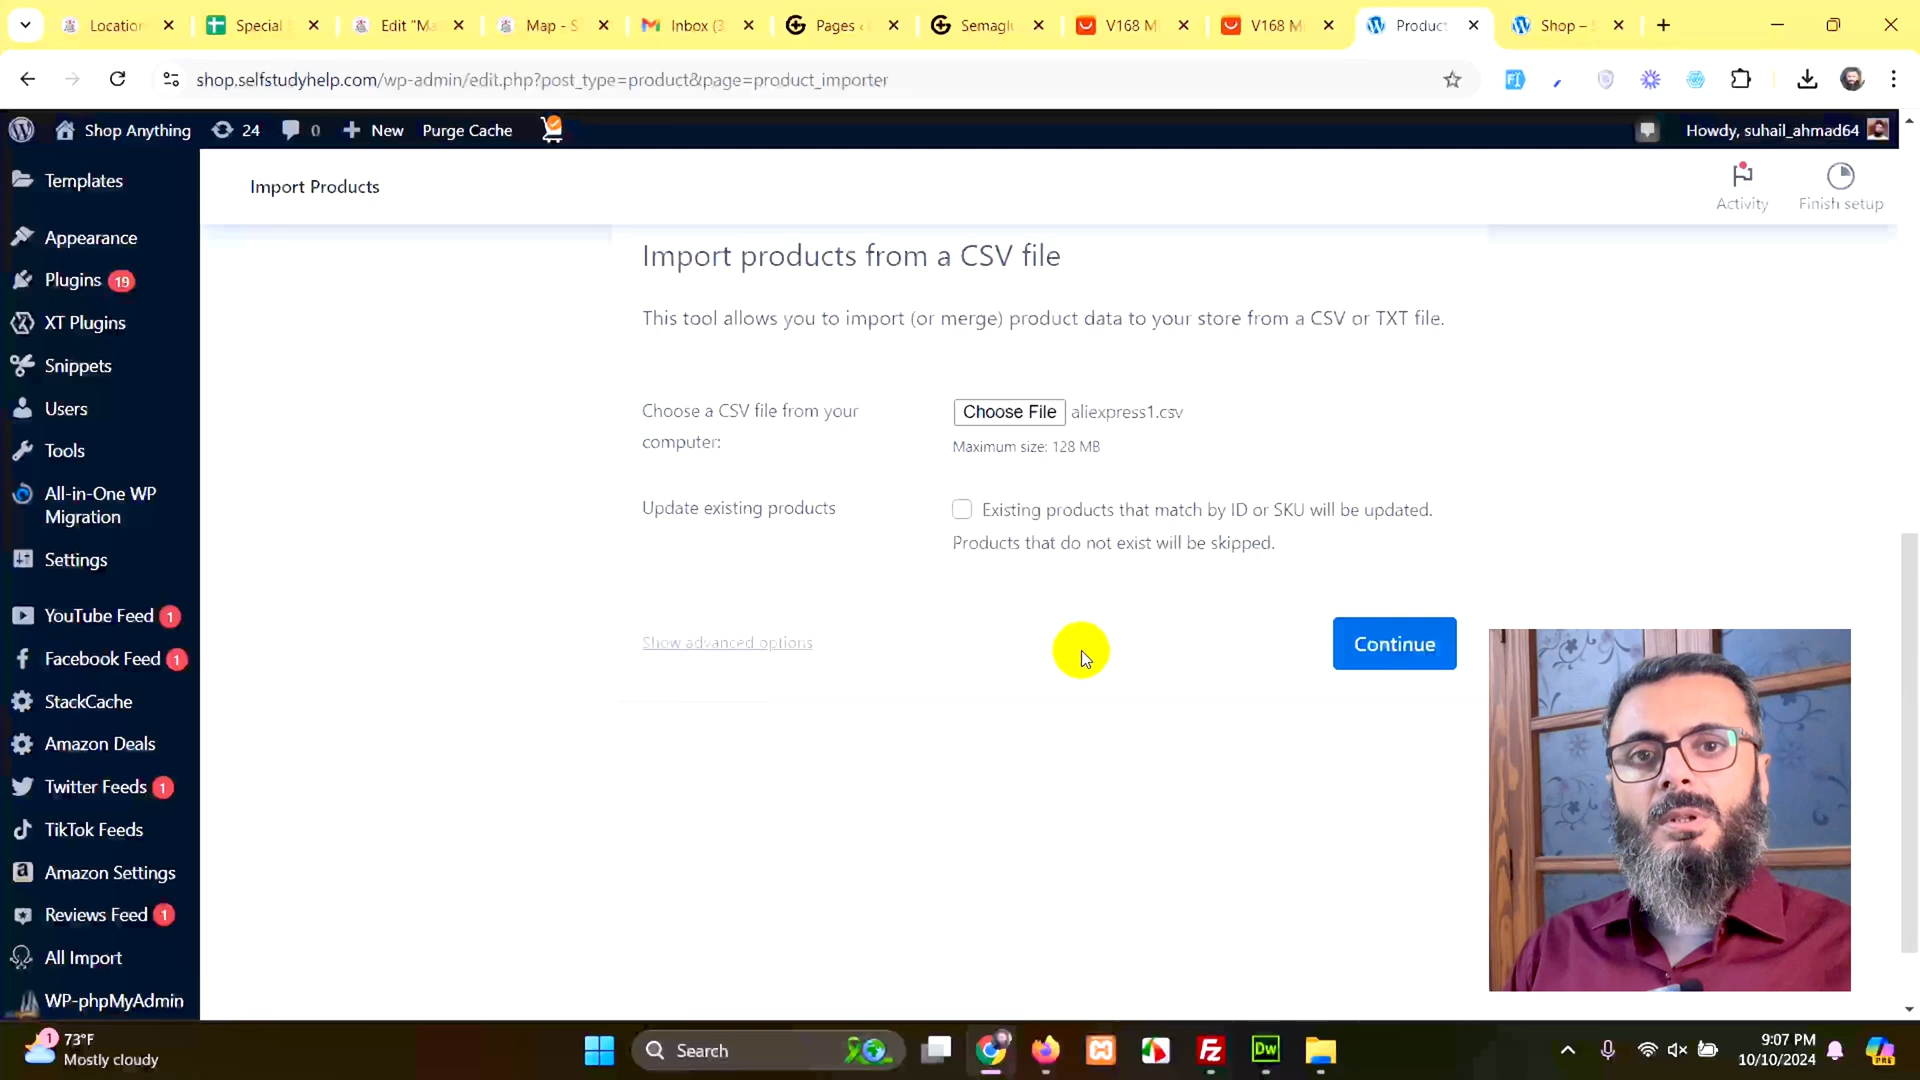 Location
Special
Edit "Ma
Map - S
Inbox (3
Pages ‹
Semaglu
V168 M
V168 M
Product
Shop –
shop.selfstudyhelp.com/wp-admin/edit.php?post_type=product&page=product_importer
Shop Anything
24
0
New
Purge Cache
Howdy, suhail_ahmad64
Templates
Appearance
Plugins 19
XT Plugins
Snippets
Users
Tools
All-in-One WP
Migration
Settings
YouTube Feed 1
Facebook Feed 1
StackCache
Amazon Deals
Twitter Feeds 1
TikTok Feeds
Amazon Settings
Reviews Feed 1
All Import
WP-phpMyAdmin
Import Products
Activity
Finish setup
Import products from a CSV file
This tool allows you to import (or merge) product data to your store from a CSV or TXT file.
Choose a CSV file from your
computer:
Choose File aliexpress1.csv
Maximum size: 128 MB
Update existing products
Existing products that match by ID or SKU will be updated.
Products that do not exist will be skipped.
Show advanced options
Continue
1
73°F
Mostly cloudy
Search
Fz
Dw
9:07 PM
10/10/2024
PRE